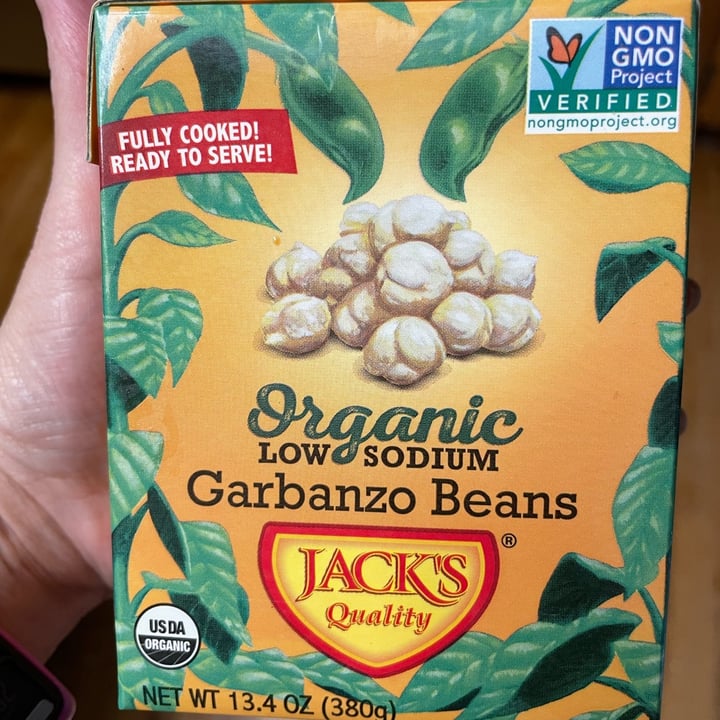 NON
GMO
Project
VERIFIED
nongmoproject.org
FULLY COOKED!
READY TO SERVE!
Organic
LOW SODIUM
Garbanzo Beans
JACK'S ®
Quality
USDA
ORGANIC
NET WT 13.4 OZ (380g)